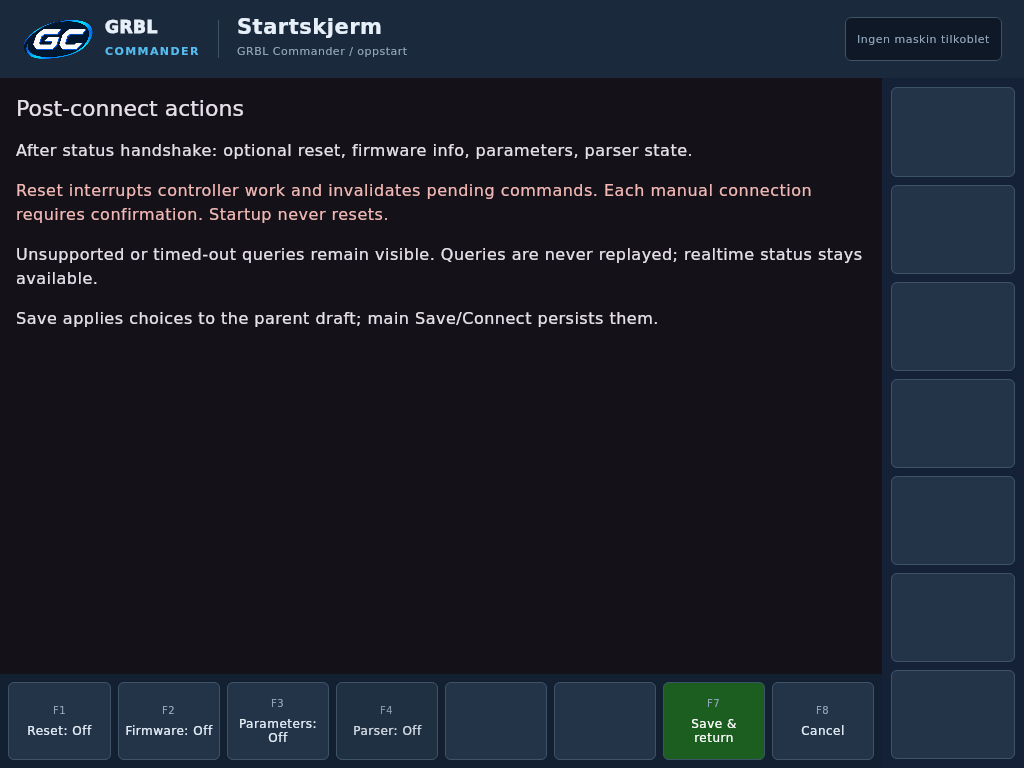 GC
GRBL
COMMANDER
Startskjerm
GRBL Commander / oppstart
Ingen maskin tilkoblet
Post-connect actions
After status handshake: optional reset, firmware info, parameters, parser state.
Reset interrupts controller work and invalidates pending commands. Each manual connection
requires confirmation. Startup never resets.
Unsupported or timed-out queries remain visible. Queries are never replayed; realtime status stays
available.
Save applies choices to the parent draft; main Save/Connect persists them.
F1
Reset: Off
F2
Firmware: Off
F3
Parameters:
Off
F4
Parser: Off
F7
Save &
return
F8
Cancel